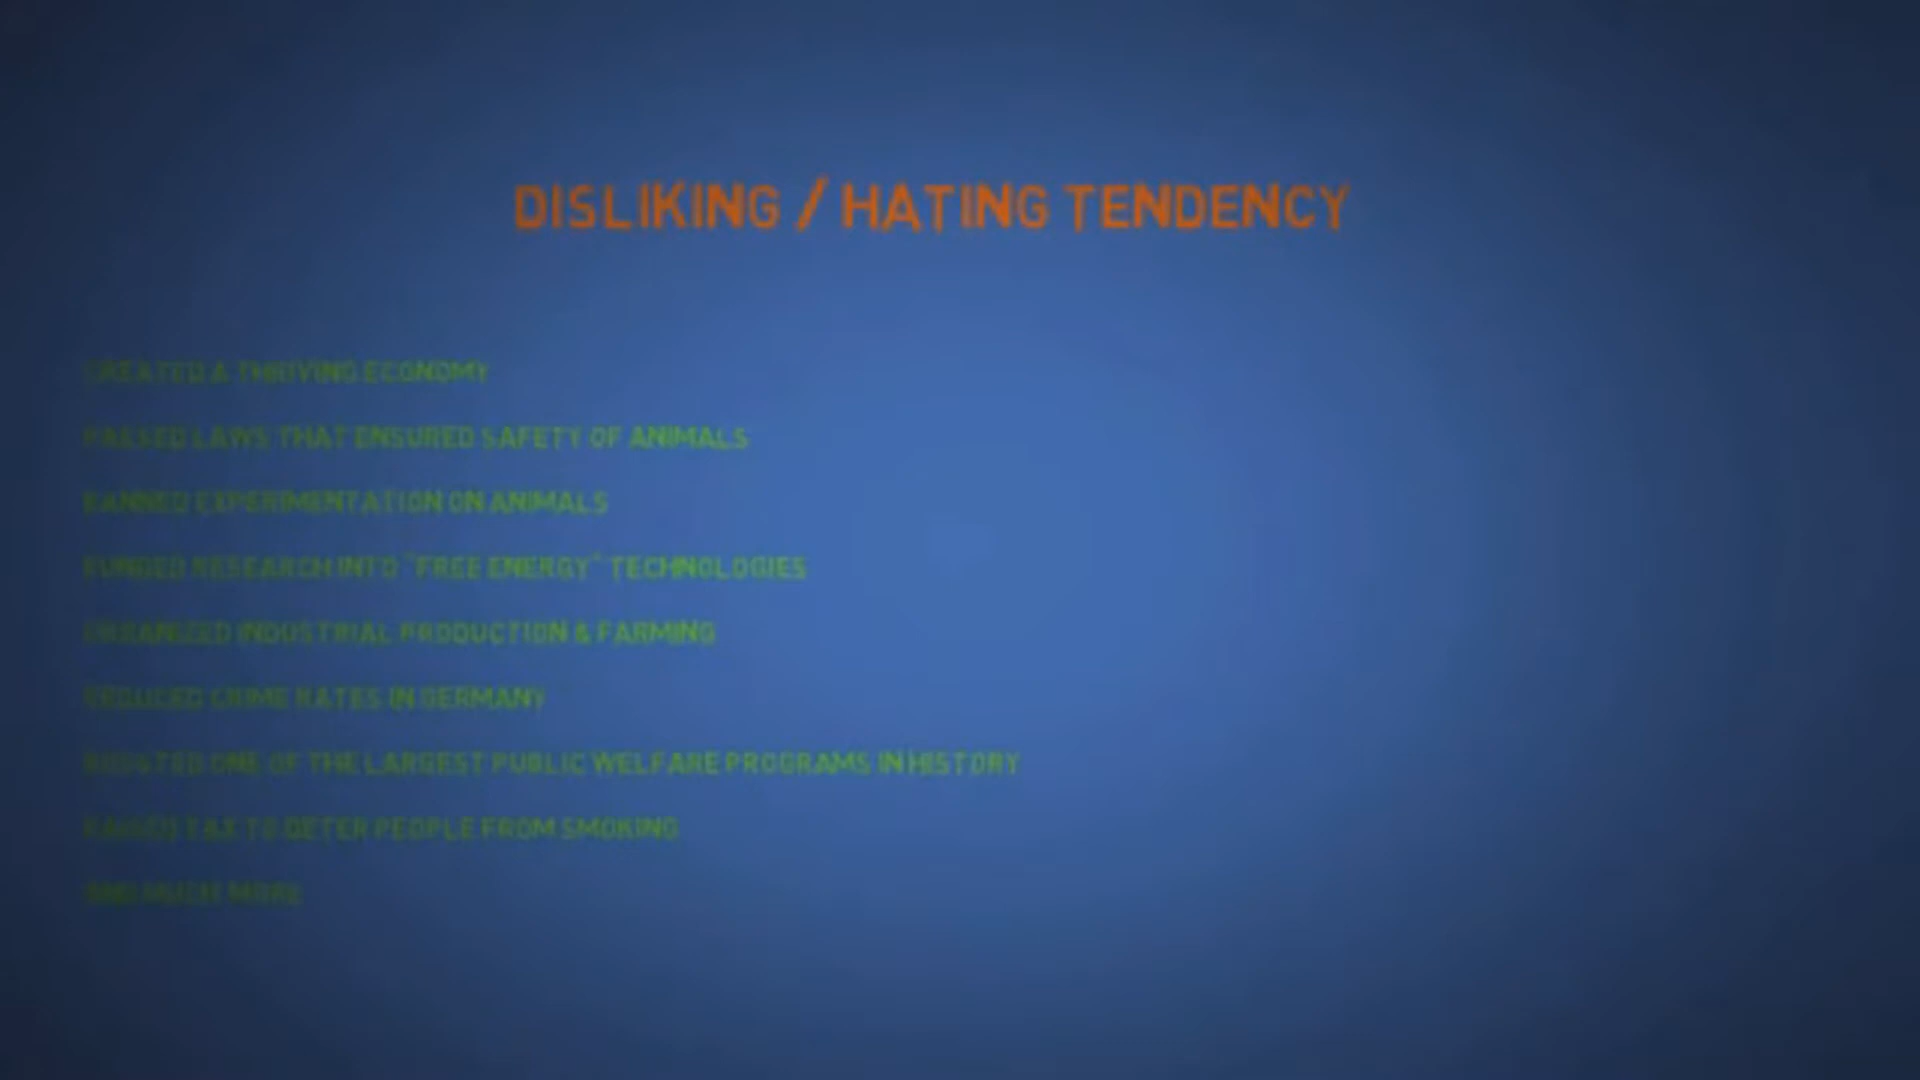 DISLIKING / HATING TENDENCY
CREATED A THRIVING ECONOMY
PASSED LAWS THAT ENSURED SAFETY OF ANIMALS
BANNED EXPERIMENTATION ON ANIMALS
FUNDED RESEARCH INTO "FREE ENERGY" TECHNOLOGIES
INDUSTRIAL PRODUCTION & FARMING
REDUCED CRIME RATES IN GERMANY
ONE OF THE LARGEST PUBLIC WELFARE PROGRAMS IN HISTORY
RAISED TAX TO DETER PEOPLE FROM SMOKING
AND MUCH MORE